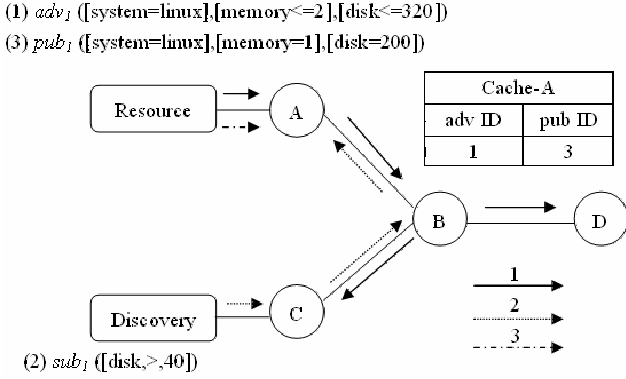 (1) adv1 ([system=linux],[memory<=2],[disk<=320])
(3) pub1 ([system=linux],[memory=1],[disk=200])
Cache-A
adv ID pub ID
1 3
Resource
A
B
D
C
Discovery
1
2
3
(2) sub1 ([disk,>,40])